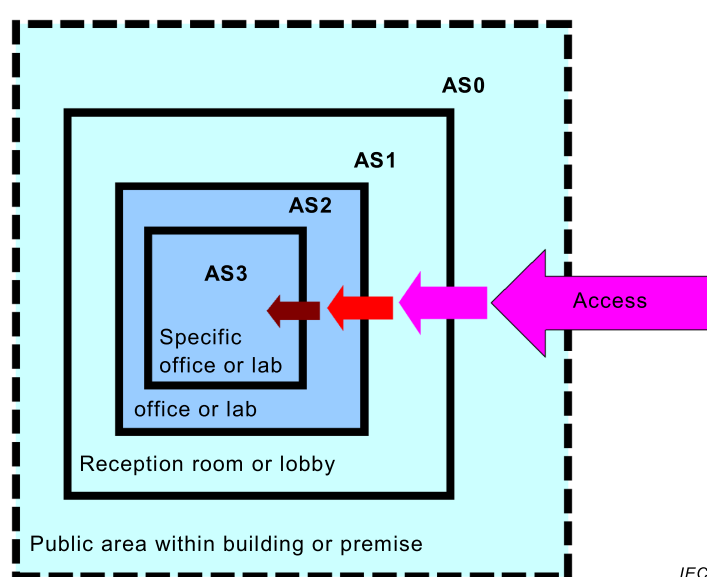 AS0
AS1
AS2
AS3
Access
Specific
office or lab
office or lab
Reception room or lobby
Public area within building or premise
IEC